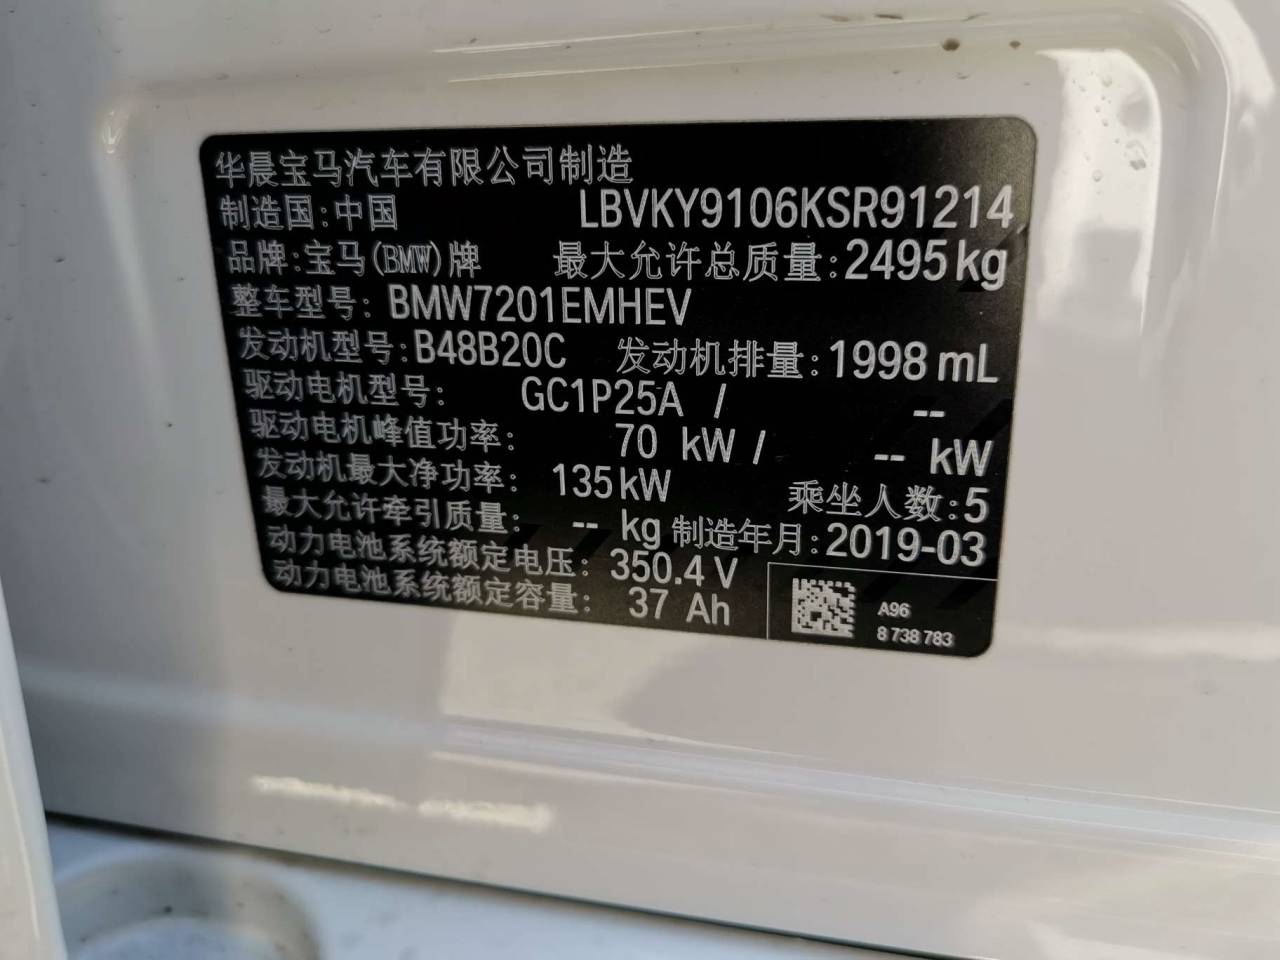 华晨宝马汽车有限公司制造
制造国:中国 LBVKY9106KSR91214
品牌:宝马(BMW)牌 最大允许总质量:2495kg
整车型号:BMW7201EMHEV
发动机型号:B48B20C 发动机排量:1998 mL
驱动电机型号: GC1P25A / --
驱动电机峰值功率: 70 kW / -- kW
发动机最大净功率: 135kW 乘坐人数:5
最大允许牵引质量: -- kg 制造年月:2019-03
动力电池系统额定电压: 350.4 V
动力电池系统额定容量: 37 Ah
A96
8 738 783